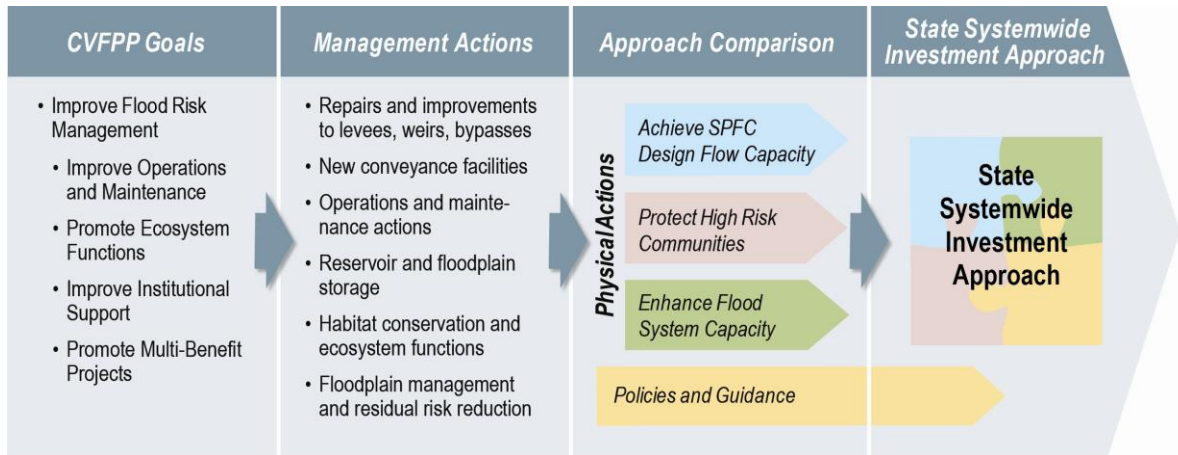 CVFPP Goals
• Improve Flood Risk
Management
• Improve Operations
and Maintenance
• Promote Ecosystem
Functions
• Improve Institutional
Support
• Promote Multi-Benefit
Projects
Management Actions
• Repairs and improvements
to levees, weirs, bypasses
• New conveyance facilities
• Operations and mainte-
nance actions
• Reservoir and floodplain
storage
• Habitat conservation and
ecosystem functions
• Floodplain management
and residual risk reduction
Approach Comparison
Physical Actions
Achieve SPFC
Design Flow Capacity
Protect High Risk
Communities
Enhance Flood
System Capacity
Policies and Guidance
State Systemwide
Investment Approach
State
Systemwide
Investment
Approach